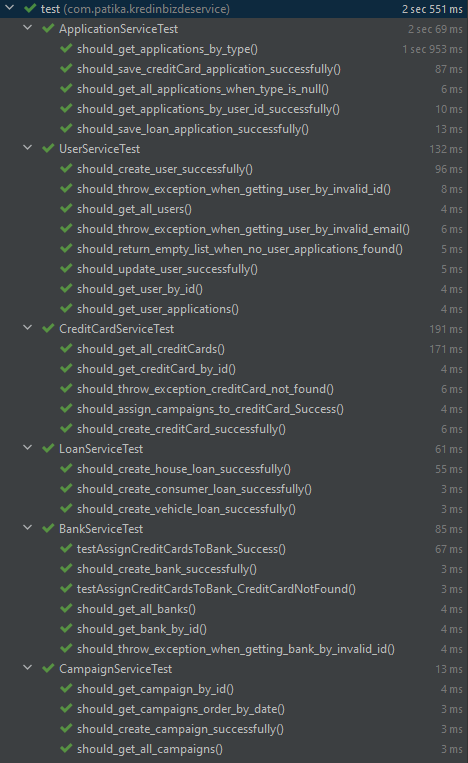 test (com.patika.kredinbizdeservice) 2 sec 551 ms
ApplicationServiceTest 2 sec 69 ms
should_get_applications_by_type() 1 sec 953 ms
should_save_creditCard_application_successfully() 87 ms
should_get_all_applications_when_type_is_null() 6 ms
should_get_applications_by_user_id_successfully() 10 ms
should_save_loan_application_successfully() 13 ms
UserServiceTest 132 ms
should_create_user_successfully() 96 ms
should_throw_exception_when_getting_user_by_invalid_id() 8 ms
should_get_all_users() 4 ms
should_throw_exception_when_getting_user_by_invalid_email() 6 ms
should_return_empty_list_when_no_user_applications_found() 5 ms
should_update_user_successfully() 5 ms
should_get_user_by_id() 4 ms
should_get_user_applications() 4 ms
CreditCardServiceTest 191 ms
should_get_all_creditCards() 171 ms
should_get_creditCard_by_id() 4 ms
should_throw_exception_creditCard_not_found() 6 ms
should_assign_campaigns_to_creditCard_Success() 4 ms
should_create_creditCard_successfully() 6 ms
LoanServiceTest 61 ms
should_create_house_loan_successfully() 55 ms
should_create_consumer_loan_successfully() 3 ms
should_create_vehicle_loan_successfully() 3 ms
BankServiceTest 85 ms
testAssignCreditCardsToBank_Success() 67 ms
should_create_bank_successfully() 3 ms
testAssignCreditCardsToBank_CreditCardNotFound() 3 ms
should_get_all_banks() 4 ms
should_get_bank_by_id() 4 ms
should_throw_exception_when_getting_bank_by_invalid_id() 4 ms
CampaignServiceTest 13 ms
should_get_campaign_by_id() 4 ms
should_get_campaigns_order_by_date() 3 ms
should_create_campaign_successfully() 3 ms
should_get_all_campaigns() 3 ms